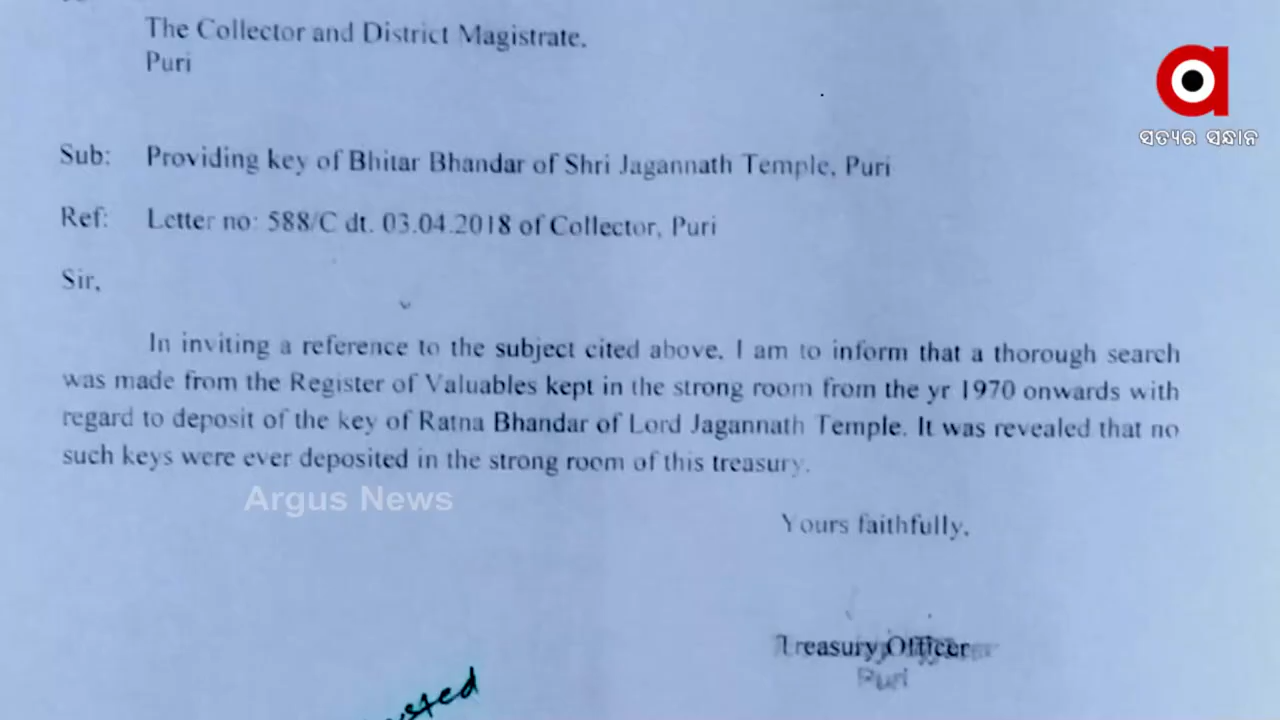 The Collector and District Magistrate,
Puri
ସତ୍ୟର ସନ୍ଧାନ
Sub: Providing key of Bhitar Bhandar of Shri Jagannath Temple, Puri
Ref: Letter no: 588/C dt. 03.04.2018 of Collector, Puri
Sir,
In inviting a reference to the subject cited above, I am to inform that a thorough search
was made from the Register of Valuables kept in the strong room from the yr 1970 onwards with
regard to deposit of the key of Ratna Bhandar of Lord Jagannath Temple. It was revealed that no
such keys were ever deposited in the strong room of this treasury.
Argus News
Yours faithfully,
Treasury Officer
Puri